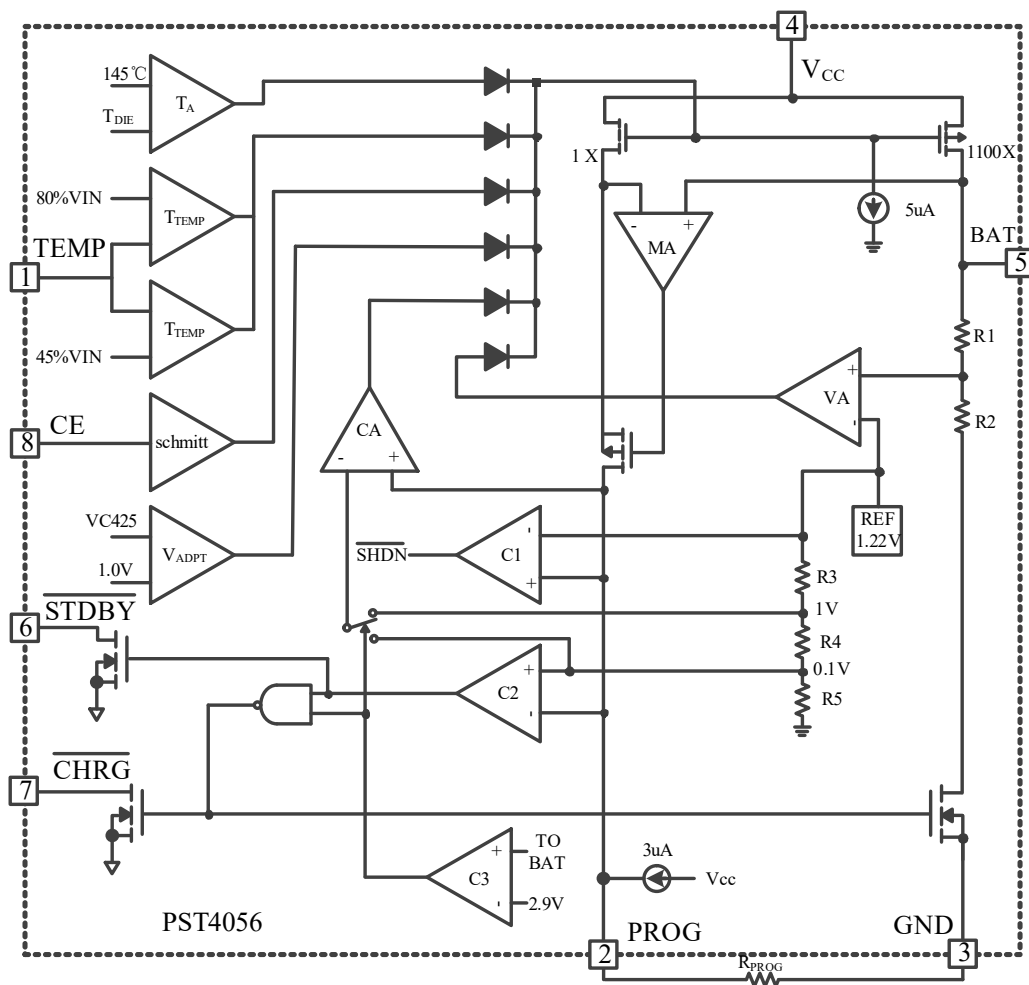 4
VCC
145℃
TDIE
TA
1 X
1100X
80%VIN
TTEMP
- +
MA
5uA
BAT
5
TEMP
1
TTEMP
45%VIN
R1
+
VA
-
R2
CE
8
schmitt
CA
- +
REF
1.22V
VC425
VADPT
1.0V
SHDN
-
C1
+
R3
1V
STDBY
6
R4
0.1V
+
C2
-
R5
CHRG
7
+
C3
-
TO
BAT
2.9V
3uA
Vcc
PST4056
PROG
2
GND
3
RPROG